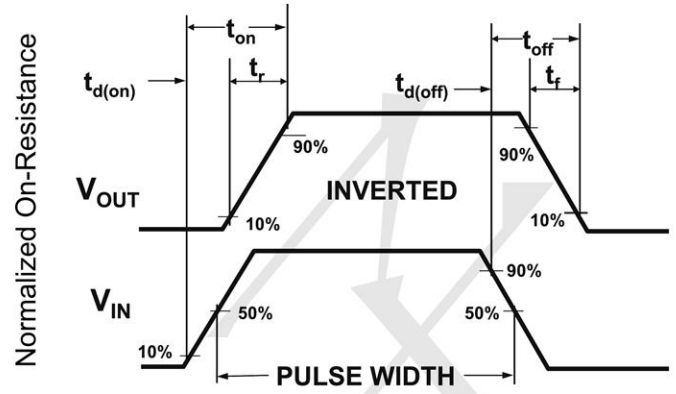 Normalized On-Resistance
t_on
t_off
t_d(on)
t_r
t_d(off)
t_f
90%
90%
V_OUT
INVERTED
10%
10%
90%
V_IN
50%
50%
10%
PULSE WIDTH